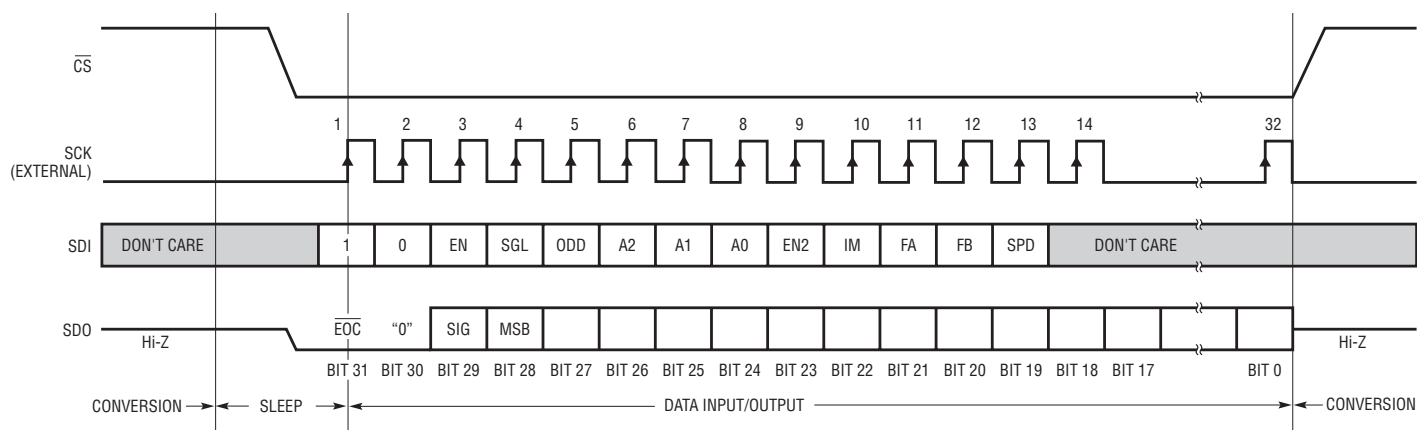 CS
1 2 3 4 5 6 7 8 9 10 11 12 13 14 32
SCK
(EXTERNAL)
SDI DON'T CARE 1 0 EN SGL ODD A2 A1 A0 EN2 IM FA FB SPD DON'T CARE
SDO Hi-Z EOC "0" SIG MSB Hi-Z
BIT 31 BIT 30 BIT 29 BIT 28 BIT 27 BIT 26 BIT 25 BIT 24 BIT 23 BIT 22 BIT 21 BIT 20 BIT 19 BIT 18 BIT 17 BIT 0
CONVERSION SLEEP DATA INPUT/OUTPUT CONVERSION